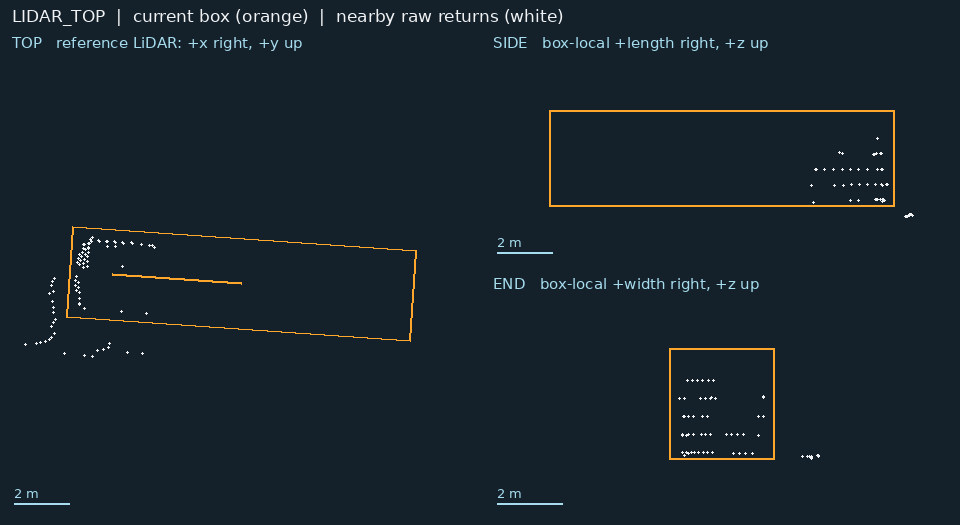 LIDAR_TOP | current box (orange) | nearby raw returns (white)
TOP reference LiDAR: +x right, +y up
SIDE box-local +length right, +z up
2 m
END box-local +width right, +z up
2 m
2 m